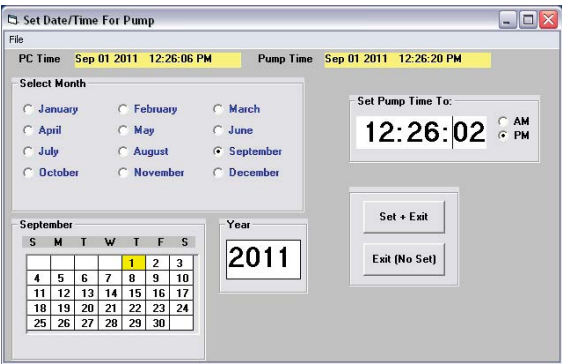 Set Date/Time For Pump
File
PC Time Sep 01 2011 12:26:06 PM Pump Time Sep 01 2011 12:26:20 PM
Select Month
January February March
April May June
July August September
October November December
Set Pump Time To:
12:26:02 AM
PM
Set + Exit
Exit (No Set)
September
S M T W T F S
1 2 3
4 5 6 7 8 9 10
11 12 13 14 15 16 17
18 19 20 21 22 23 24
25 26 27 28 29 30
Year
2011